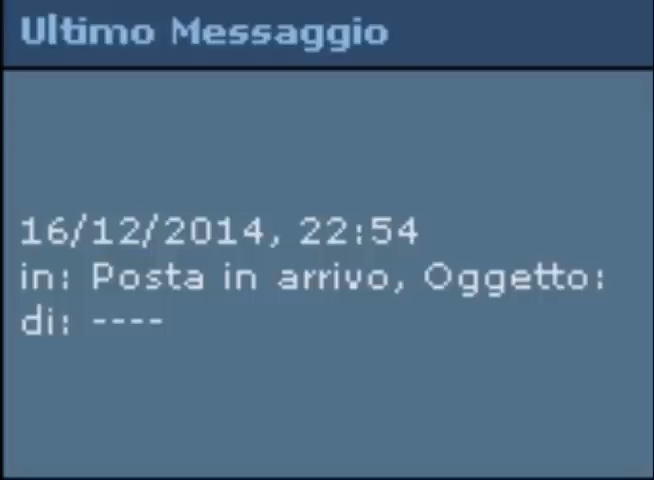 Ultimo Messaggio
16/12/2014, 22:54
in: Posta in arrivo, Oggetto:
di: ----